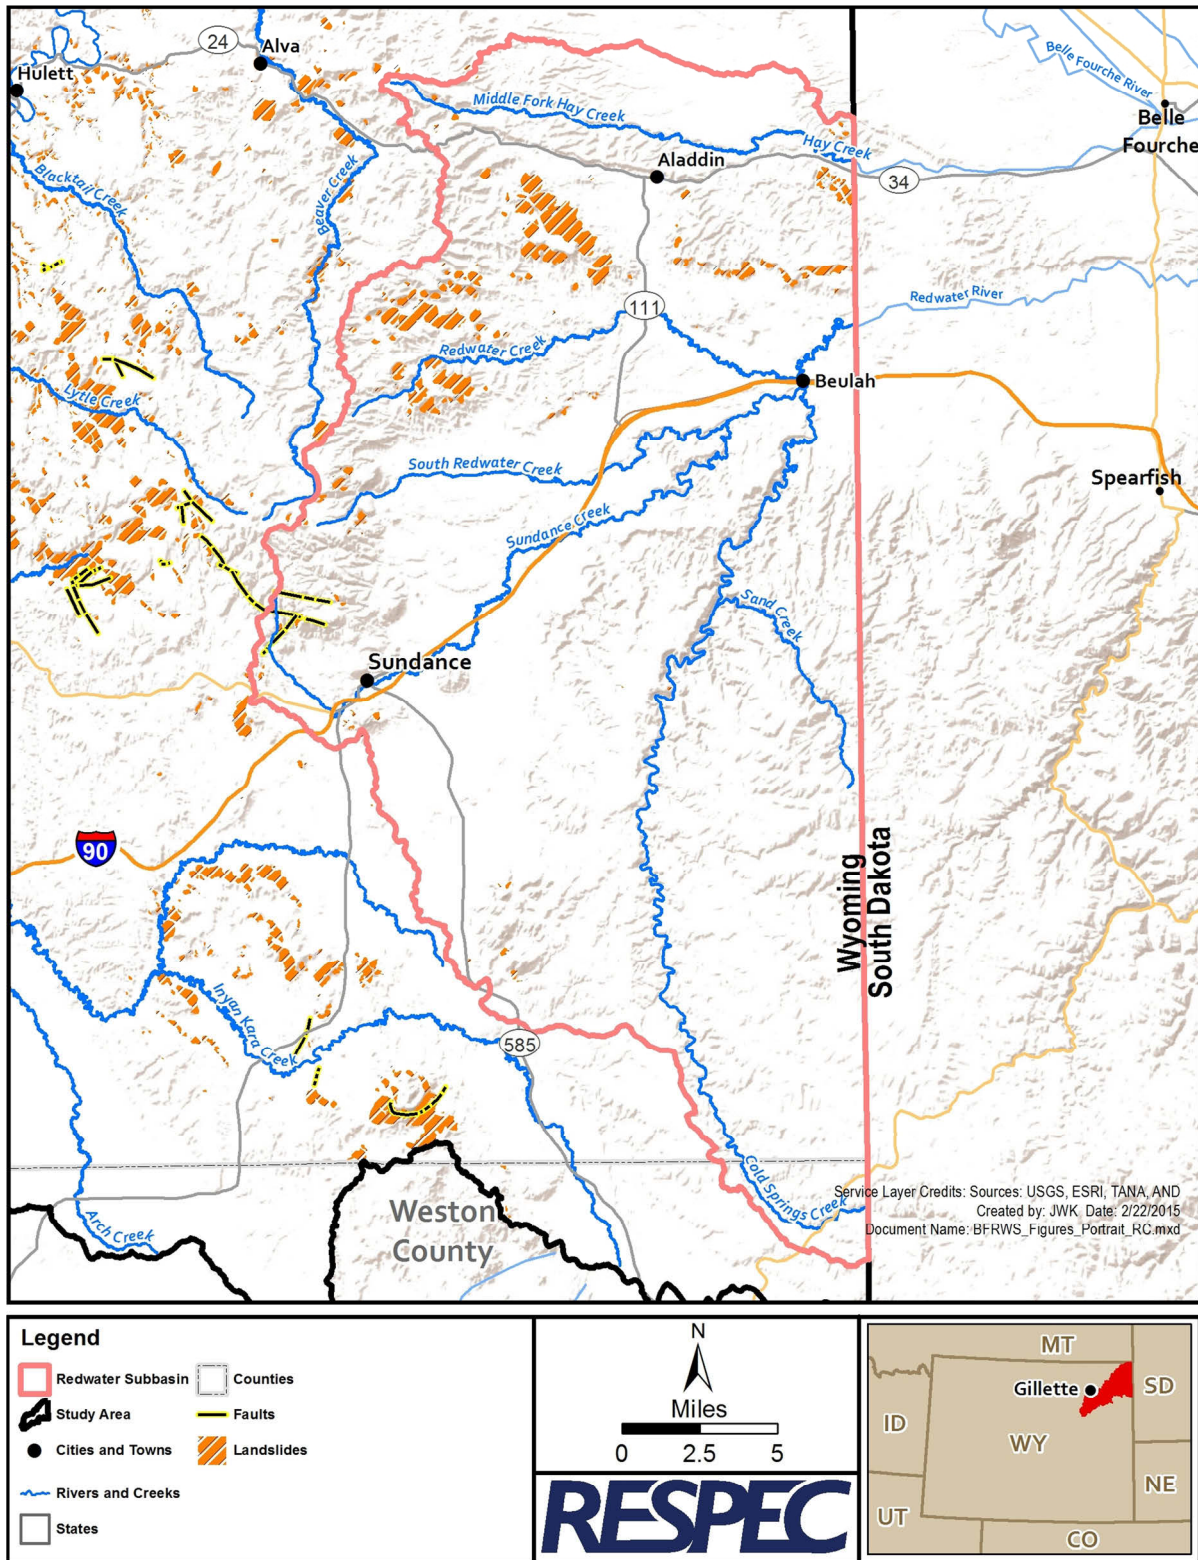 24
Alva
Hulett
Belle Fourche River
Middle Fork Hay Creek
Belle
Fourche
Hay Creek
Aladdin
34
Blacktail Creek
Beaver Creek
Redwater River
111
Redwater Creek
Beulah
Lytle Creek
South Redwater Creek
Spearfish
Sundance Creek
Sand Creek
Sundance
90
Wyoming
South Dakota
Inyan Kara Creek
585
Cold Springs Creek
Service Layer Credits: Sources: USGS, ESRI, TANA, AND
Created by: JWK Date: 2/22/2015
Document Name: BFRWS_Figures_Portrait_RC.mxd
Weston
County
Arch Creek
Legend
Redwater Subbasin
Counties
Study Area
Faults
Cities and Towns
Landslides
Rivers and Creeks
States
N
Miles
0 2.5 5
RESPEC
MT
Gillette
SD
ID
WY
NE
UT
CO